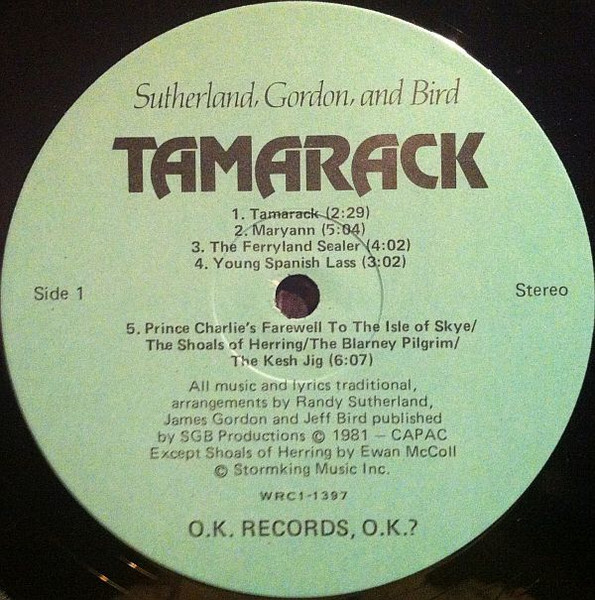 Sutherland, Gordon, and Bird
TAMARACK
1. Tamarack (2:29)
2. Maryann (5:04)
3. The Ferryland Sealer (4:02)
4. Young Spanish Lass (3:02)
Side 1
Stereo
5. Prince Charlie's Farewell To The Isle of Skye/
The Shoals of Herring/The Blarney Pilgrim/
The Kesh Jig (6:07)
All music and lyrics traditional,
arrangements by Randy Sutherland,
James Gordon and Jeff Bird published
by SGB Productions © 1981 – CAPAC
Except Shoals of Herring by Ewan McColl
© Stormking Music Inc.
WRC1-1397
O.K. RECORDS, O.K.?